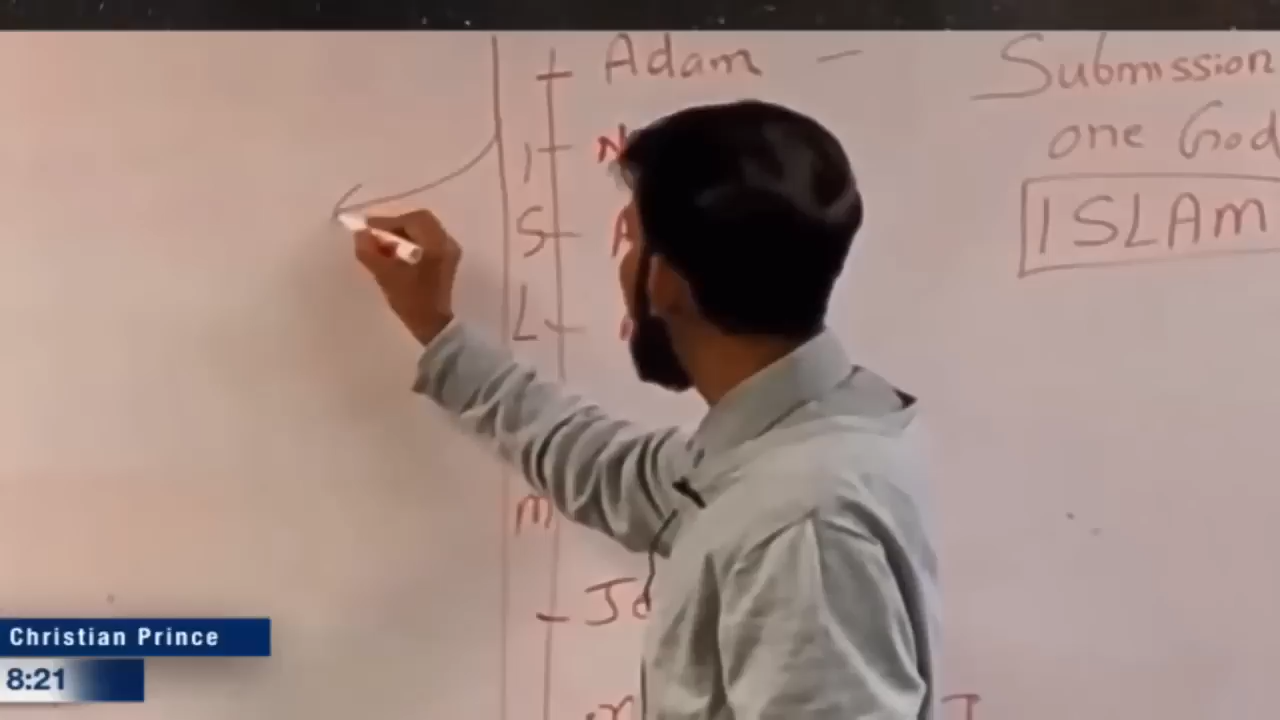 Adam –
Submission
one God
ISLAM
I
S
L
m
Christian Prince
8:21